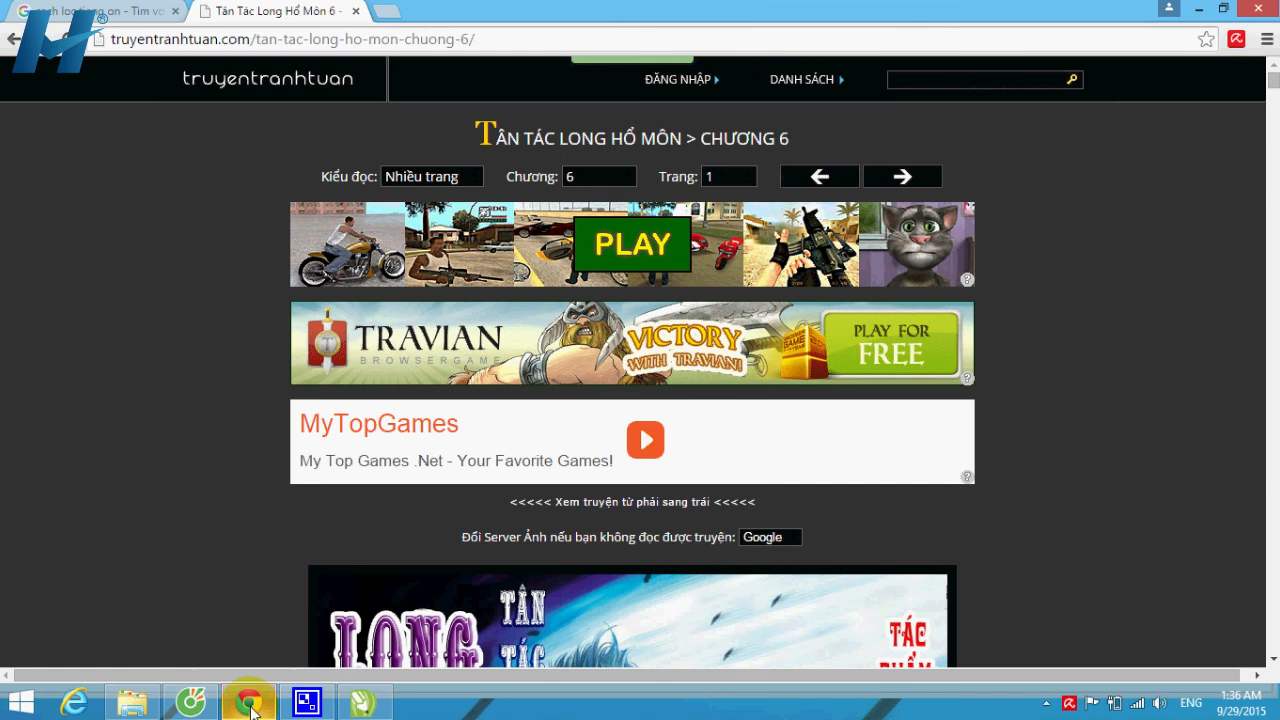 Tìm vớ
Tân Tác Long Hổ Môn 6 -
truyentranhtuan.com/tan-tac-long-ho-mon-chuong-6/
truyentranhtuan
ĐĂNG NHẬP
DANH SÁCH
TÂN TÁC LONG HỔ MÔN > CHƯƠNG 6
Kiểu đọc: Nhiều trang Chương: 6 Trang: 1
PLAY
TRAVIAN
BROWSERGAME
VICTORY
WITH TRAVIAN!
PLAY FOR
FREE
MyTopGames
My Top Games .Net - Your Favorite Games!
<<<<< Xem truyện từ phải sang trái <<<<<
Đổi Server Ảnh nếu bạn không đọc được truyện: Google
LONG
TÂN
TÁC
TÁC
PHẨM
ENG
1:36 AM
9/29/2015